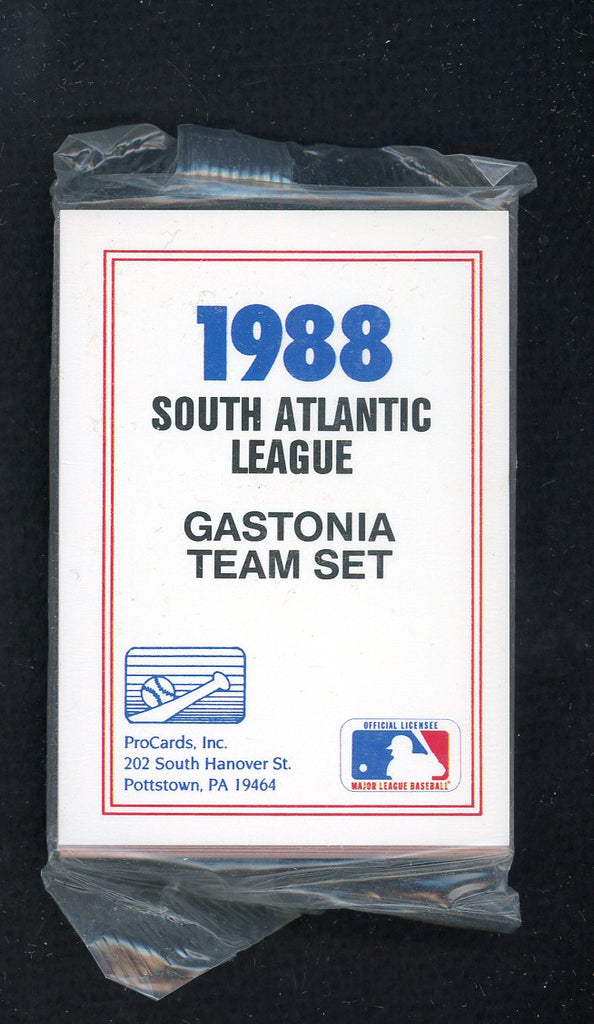 1988
SOUTH ATLANTIC
LEAGUE
GASTONIA
TEAM SET
ProCards, Inc.
202 South Hanover St.
Pottstown, PA 19464
OFFICIAL LICENSEE
MAJOR LEAGUE BASEBALL®